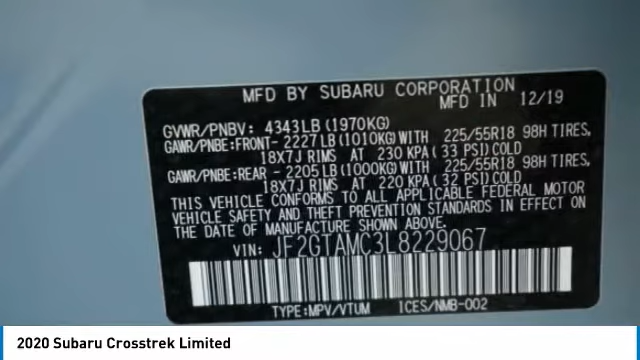 MFD BY SUBARU CORPORATION
MFD IN 12/19
GVWR/PNBV: 4343LB (1970KG)
GAWR/PNBE:FRONT- 2227 LB (1010KG) WITH 225/55R18 98H TIRES,
18X7J RIMS AT 230 KPA ( 33 PSI) COLD
GAWR/PNBE:REAR - 2205 LB (1000KG) WITH 225/55R18 98H TIRES,
18X7J RIMS AT 220 KPA ( 32 PSI) COLD
THIS VEHICLE CONFORMS TO ALL APPLICABLE FEDERAL MOTOR
VEHICLE SAFETY AND THEFT PREVENTION STANDARDS IN EFFECT ON
THE DATE OF MANUFACTURE SHOWN ABOVE.
VIN: JF2GTAMC3L8229067
TYPE:MPV/VTUM ICES/NMB-002
2020 Subaru Crosstrek Limited